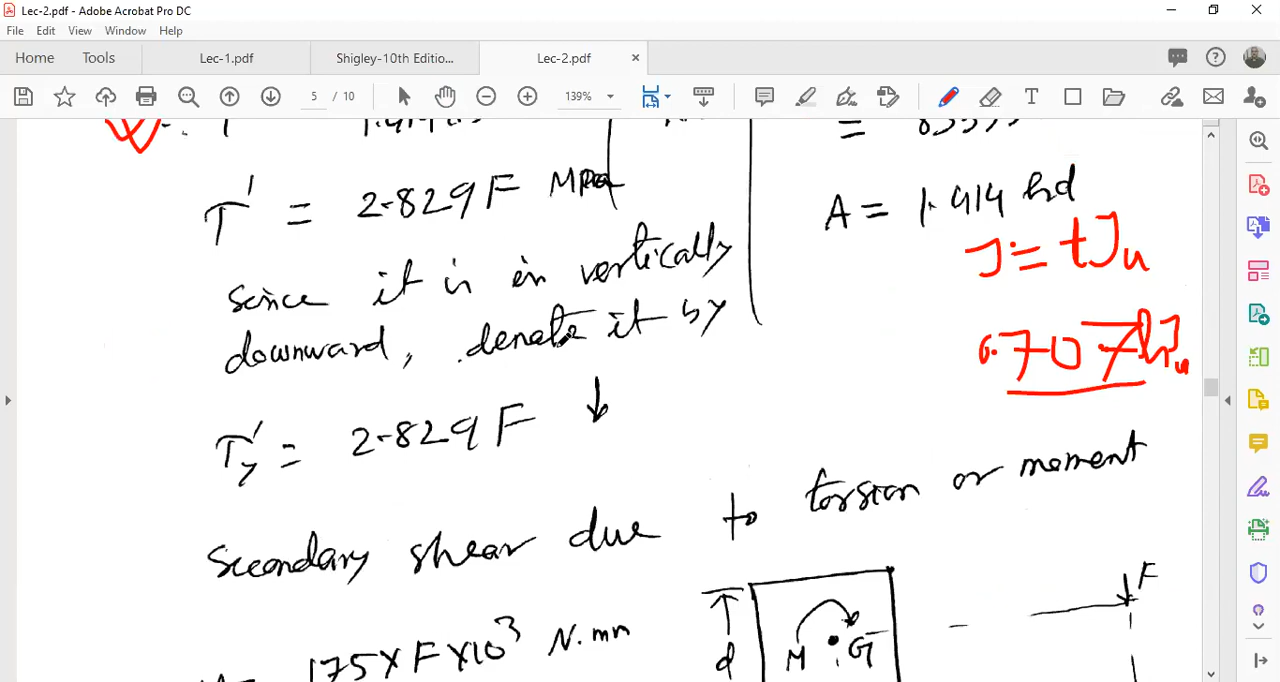 Lec-2.pdf - Adobe Acrobat Pro DC
File Edit View Window Help
Home Tools Lec-1.pdf Shigley-10th Editio... Lec-2.pdf ×
5 / 10 139%
τ' = 2.829 F MPa
A = 1.414 hd
J = tJu
Since it is in vertically
downward, denote it by
0.707hJu
τy' = 2.829 F ↓
Secondary shear due to torsion or moment
F
d M G
175 × F × 10³ N.mm